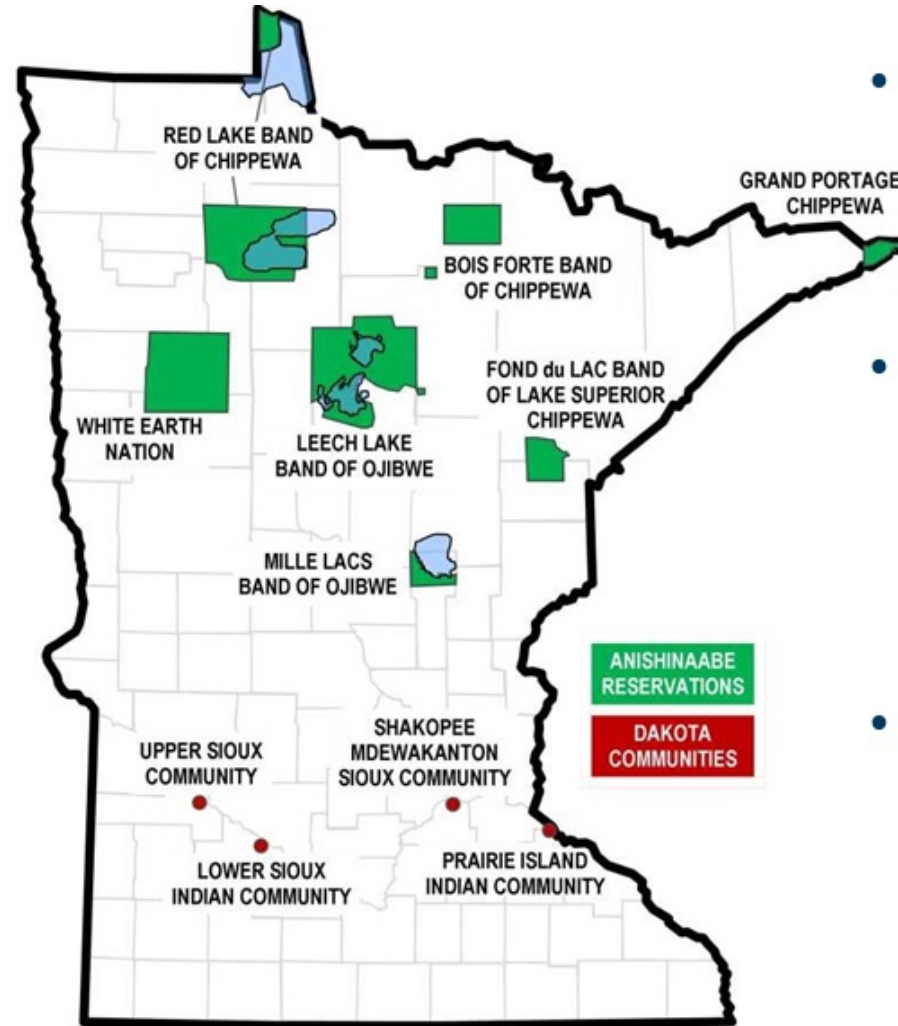 RED LAKE BAND
OF CHIPPEWA
GRAND PORTAGE
CHIPPEWA
BOIS FORTE BAND
OF CHIPPEWA
FOND du LAC BAND
OF LAKE SUPERIOR
CHIPPEWA
WHITE EARTH
NATION
LEECH LAKE
BAND OF OJIBWE
MILLE LACS
BAND OF OJIBWE
ANISHINAABE
RESERVATIONS
DAKOTA
COMMUNITIES
UPPER SIOUX
COMMUNITY
SHAKOPEE
MDEWAKANTON
SIOUX COMMUNITY
LOWER SIOUX
INDIAN COMMUNITY
PRAIRIE ISLAND
INDIAN COMMUNITY